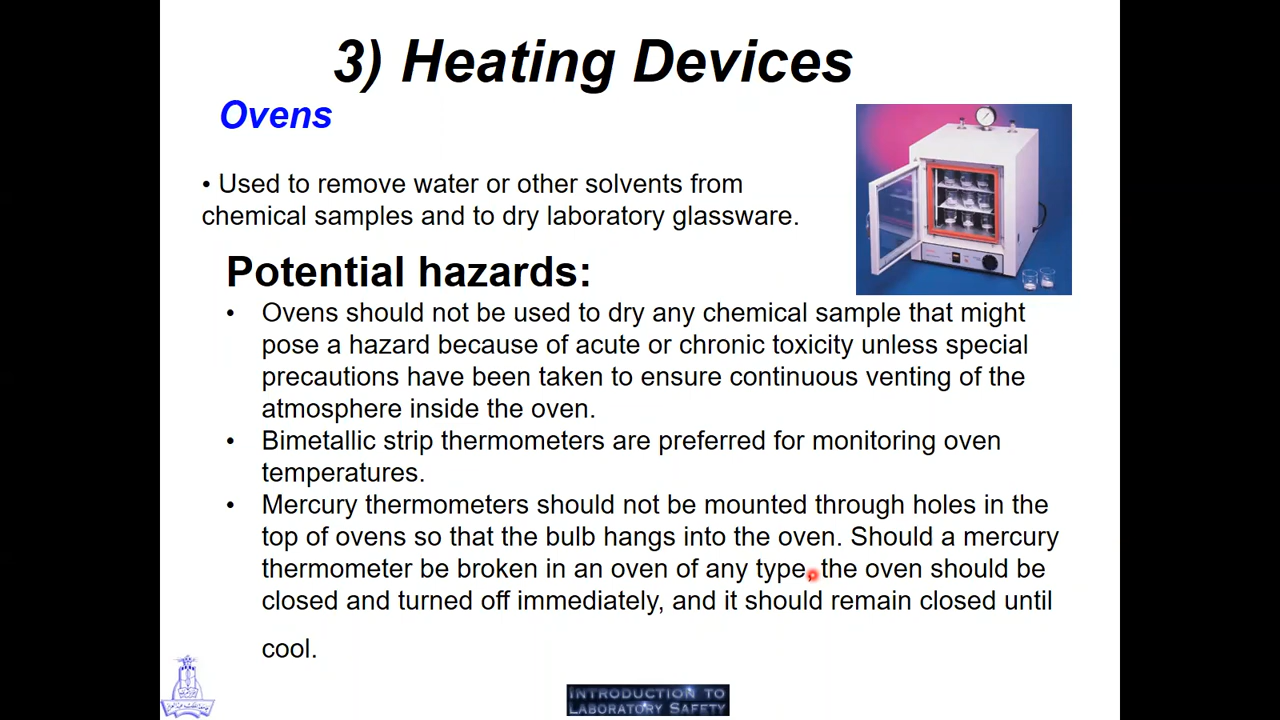 3) Heating Devices
Ovens
• Used to remove water or other solvents from
chemical samples and to dry laboratory glassware.
Potential hazards:
• Ovens should not be used to dry any chemical sample that might
pose a hazard because of acute or chronic toxicity unless special
precautions have been taken to ensure continuous venting of the
atmosphere inside the oven.
• Bimetallic strip thermometers are preferred for monitoring oven
temperatures.
• Mercury thermometers should not be mounted through holes in the
top of ovens so that the bulb hangs into the oven. Should a mercury
thermometer be broken in an oven of any type, the oven should be
closed and turned off immediately, and it should remain closed until
cool.
INTRODUCTION TO
LABORATORY SAFETY